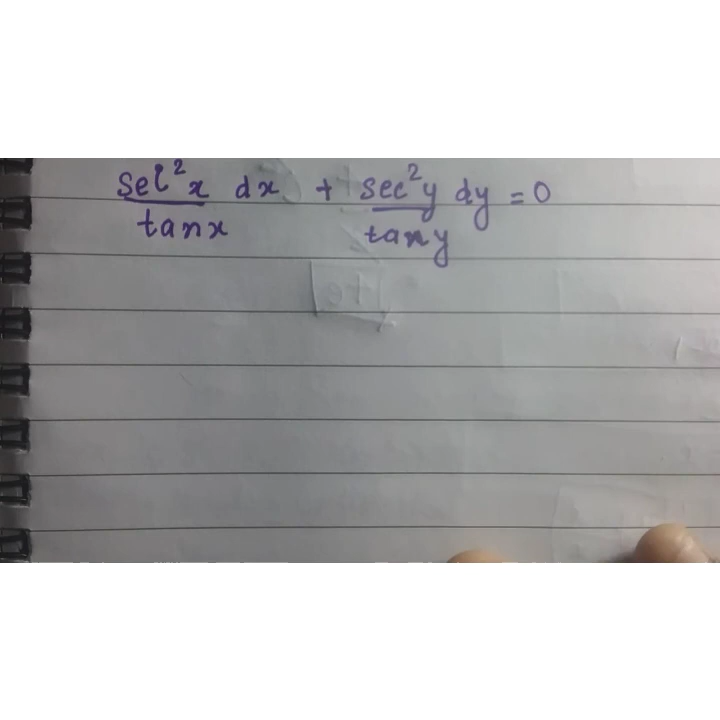 sec²x/tanx dx + sec²y/tany dy = 0